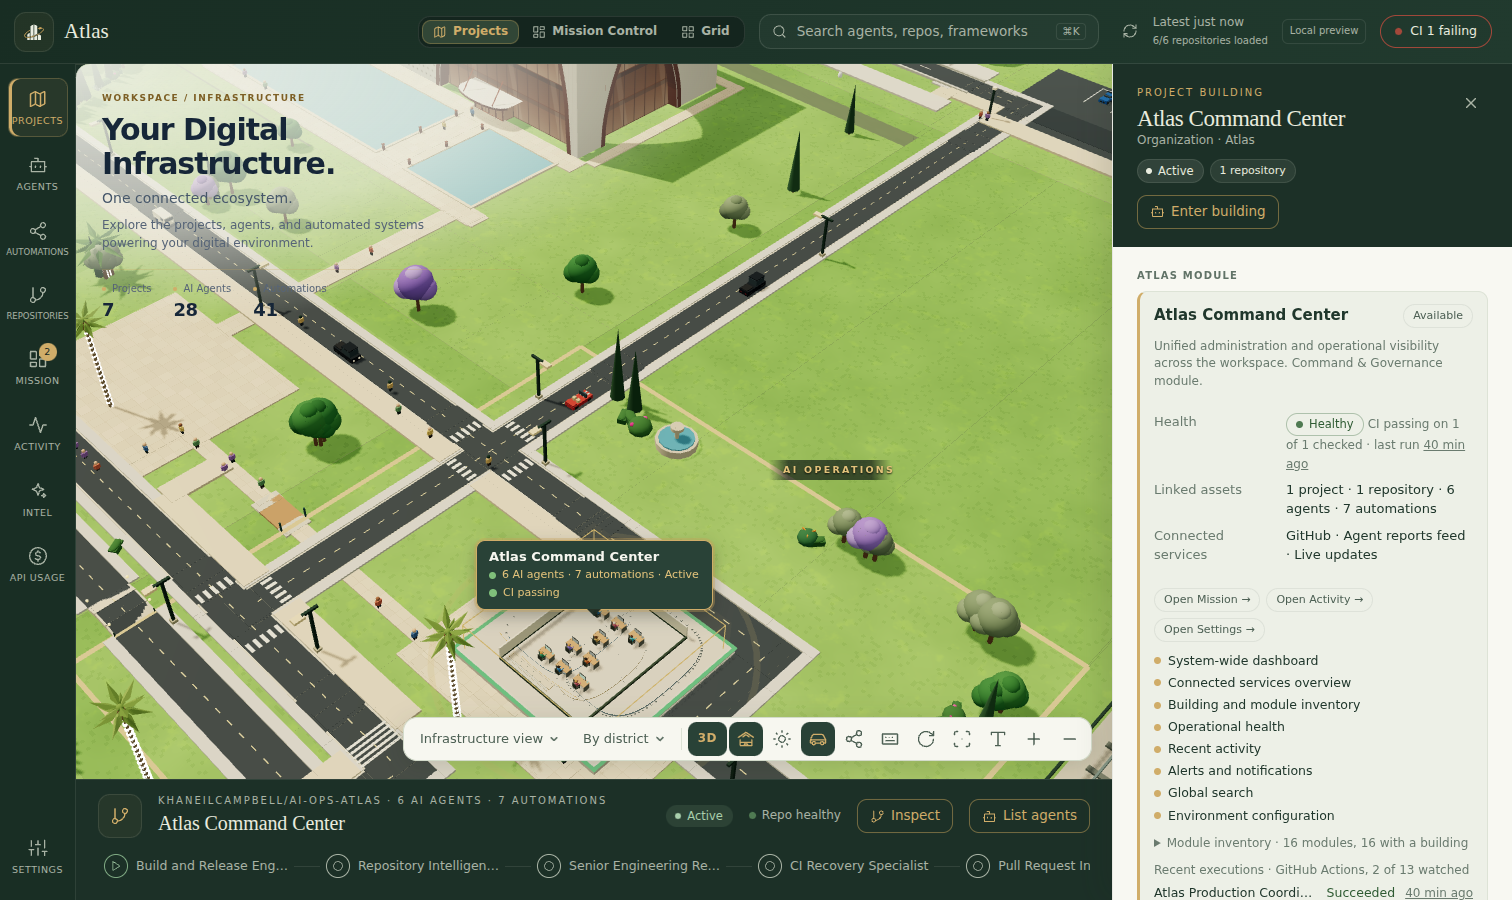 Atlas
Projects
Mission Control
Grid
Search agents, repos, frameworks
⌘K
Latest just now
6/6 repositories loaded
Local preview
CI 1 failing
PROJECTS
AGENTS
AUTOMATIONS
REPOSITORIES
2
MISSION
ACTIVITY
INTEL
API USAGE
SETTINGS
WORKSPACE / INFRASTRUCTURE
Your Digital
Infrastructure.
One connected ecosystem.
Explore the projects, agents, and automated systems
powering your digital environment.
Projects
AI Agents
7
28
41
AI OPERATIONS
Atlas Command Center
6 AI agents · 7 automations · Active
CI passing
Infrastructure view
By district
3D
KHANEILCAMPBELL/AI-OPS-ATLAS · 6 AI AGENTS · 7 AUTOMATIONS
Atlas Command Center
Active
Repo healthy
Inspect
List agents
Build and Release Eng...
Repository Intelligen...
Senior Engineering Re...
CI Recovery Specialist
Pull Request In
PROJECT BUILDING
Atlas Command Center
Organization · Atlas
Active
1 repository
Enter building
ATLAS MODULE
Atlas Command Center
Available
Unified administration and operational visibility
across the workspace. Command & Governance
module.
Health
Healthy CI passing on 1
of 1 checked · last run 40 min
ago
Linked assets
1 project · 1 repository · 6
agents · 7 automations
Connected
services
GitHub · Agent reports feed
· Live updates
Open Mission →
Open Activity →
Open Settings →
System-wide dashboard
Connected services overview
Building and module inventory
Operational health
Recent activity
Alerts and notifications
Global search
Environment configuration
Module inventory · 16 modules, 16 with a building
Recent executions · GitHub Actions, 2 of 13 watched
Atlas Production Coordi... Succeeded 40 min ago